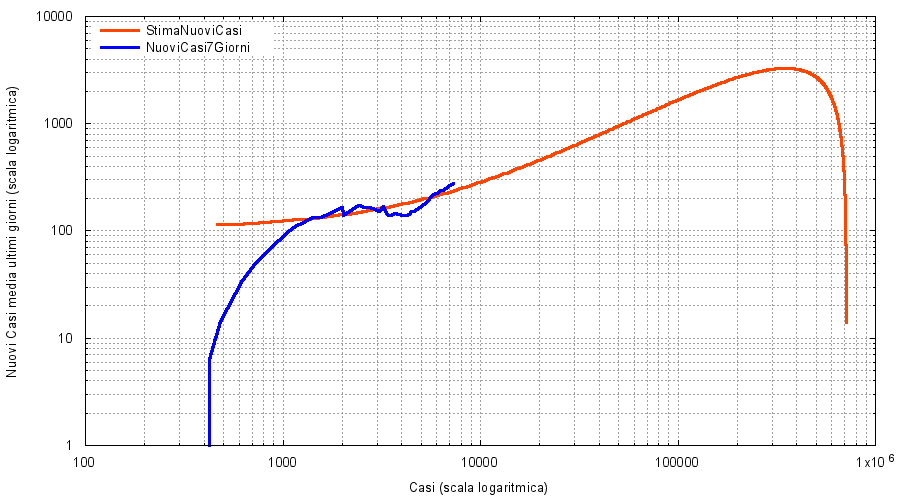 10000
1000
100
10
1
StimaNuoviCasi
NuoviCasi7Giorni
Nuovi Casi media ultimi giorni (scala logaritmica)
100 1000 10000 100000 1x10 6
Casi (scala logaritmica)